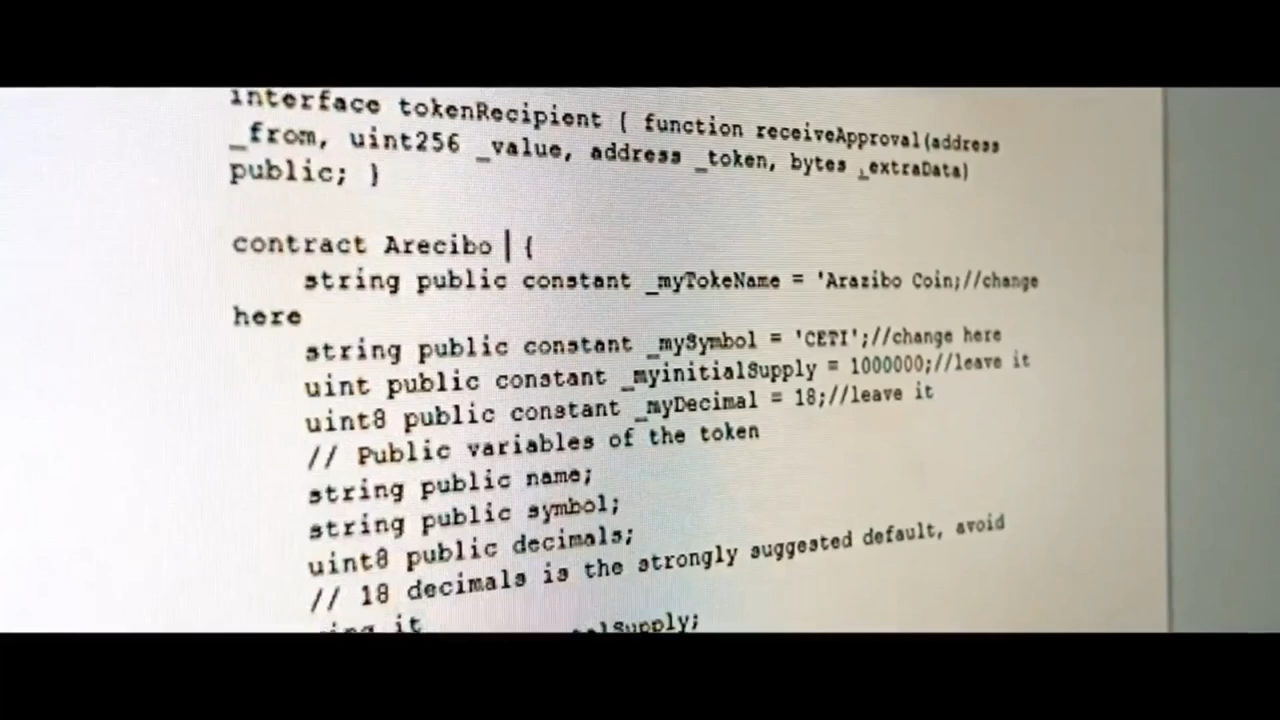 interface tokenRecipient { function receiveApproval(address
_from, uint256 _value, address _token, bytes _extraData)
public; }
contract Arecibo {
string public constant _myTokeName = 'Arazibo Coin;//change
here
string public constant _mySymbol = 'CETI';//change here
uint public constant _myinitialSupply = 1000000;//leave it
uint8 public constant _myDecimal = 18;//leave it
// Public variables of the token
string public name;
string public symbol;
uint8 public decimals;
// 18 decimals is the strongly suggested default, avoid
it